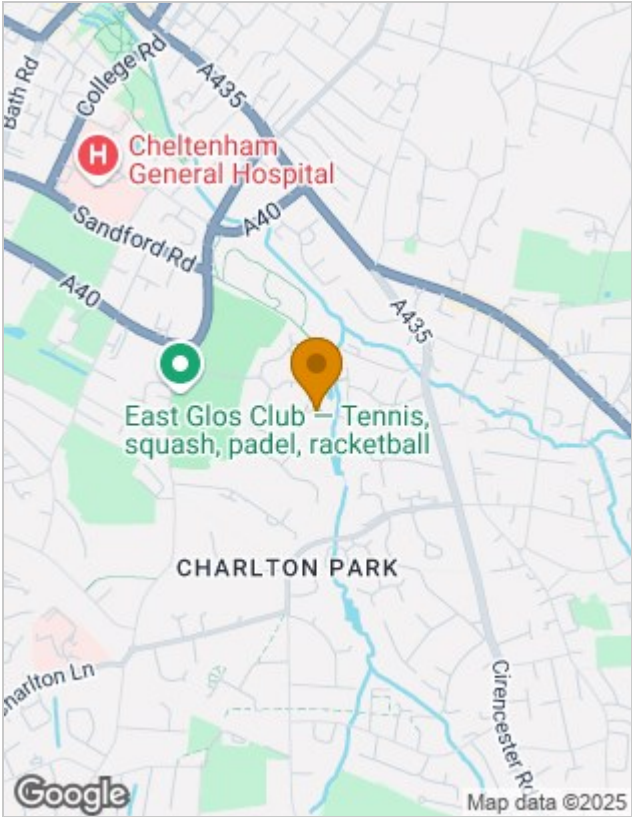 Bath Rd
College Rd
A435
H
Cheltenham
General Hospital
Sandford Rd
A40
A40
A435
East Glos Club — Tennis,
squash, padel, racketball
CHARLTON PARK
Charlton Ln
Cirencester Rd
Google
Map data ©2025